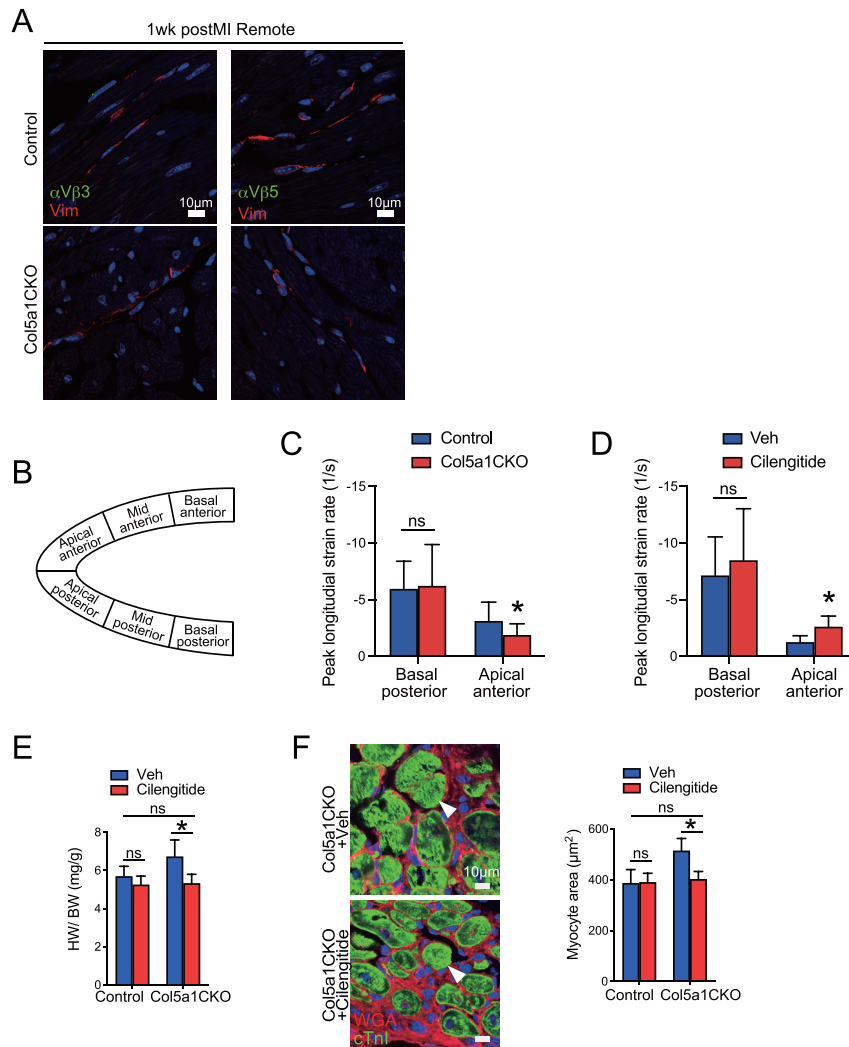 A
1wk postMI Remote
Control
αVβ3
Vim
10µm
αVβ5
Vim
10µm
Col5a1CKO
B
Apical
anterior
Mid
anterior
Basal
anterior
Apical
posterior
Mid
posterior
Basal
posterior
C
Control
Col5a1CKO
Peak longitudial strain rate (1/s)
-15
-10
-5
0
ns
*
Basal
posterior
Apical
anterior
D
Veh
Cilengitide
Peak longitudial strain rate (1/s)
-15
-10
-5
0
ns
*
Basal
posterior
Apical
anterior
E
Veh
Cilengitide
HW/ BW (mg/g)
8
6
4
2
0
ns
ns
*
Control
Col5a1CKO
F
Col5a1CKO
+Veh
10µm
Col5a1CKO
+Cilengitide
WGA
cTnI
Veh
Cilengitide
Myocyte area (µm²)
600
400
200
0
ns
ns
*
Control
Col5a1CKO